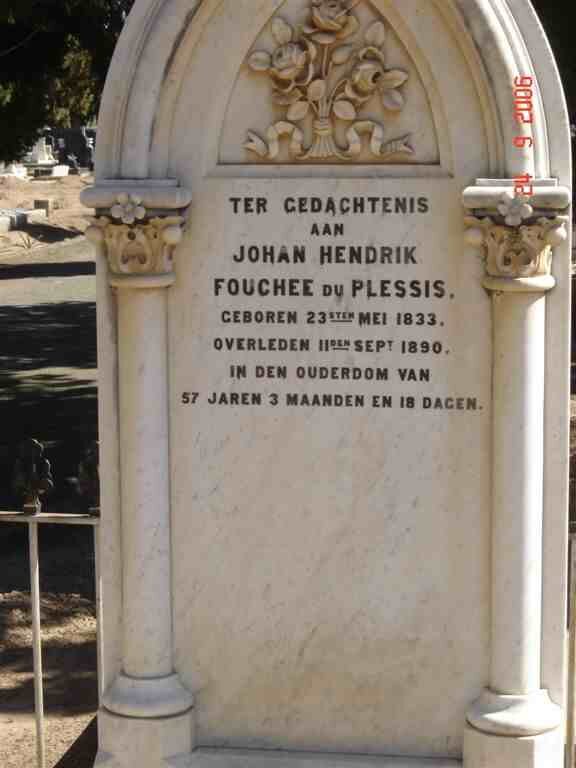 TER GEDACHTENIS
AAN
JOHAN HENDRIK
FOUCHEE DU PLESSIS.
GEBOREN 23STEN MEI 1833.
OVERLEDEN 11DEN SEPT 1890.
IN DEN OUDERDOM VAN
57 JAREN 3 MAANDEN EN 18 DAGEN.
24 9 2006